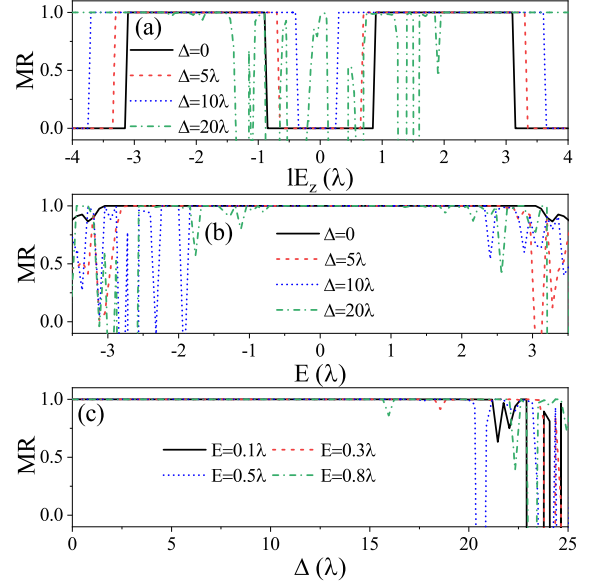 (a)
MR
1.0
0.5
0.0
Δ=0
Δ=5λ
Δ=10λ
Δ=20λ
-4 -3 -2 -1 0 1 2 3 4
lE_z (λ)
(b)
MR
1.0
0.5
0.0
Δ=0
Δ=5λ
Δ=10λ
Δ=20λ
-3 -2 -1 0 1 2 3
E (λ)
(c)
MR
1.0
0.5
0.0
E=0.1λ E=0.3λ
E=0.5λ E=0.8λ
0 5 10 15 20 25
Δ (λ)